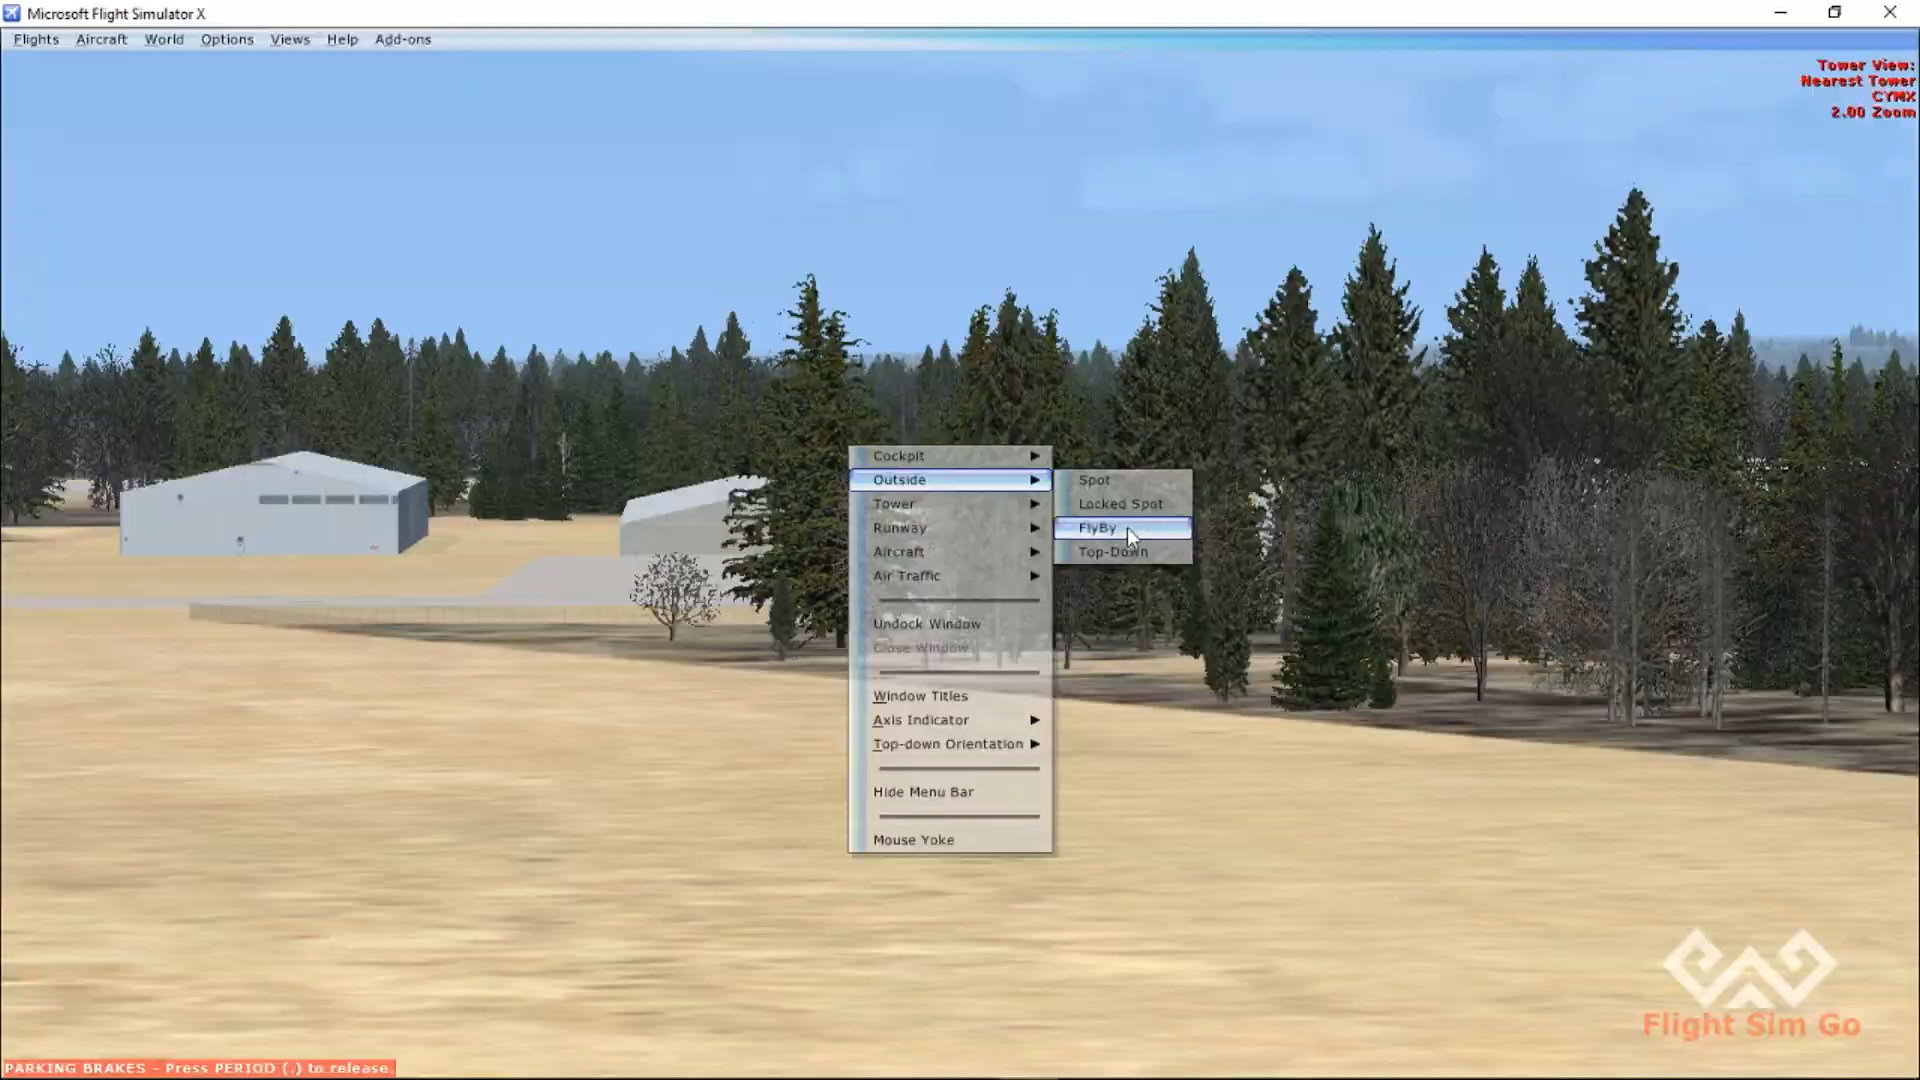 Microsoft Flight Simulator X
Flights Aircraft World Options Views Help Add-ons
Tower View:
Nearest Tower
CYMX
2.00 Zoom
Cockpit
Outside
Tower
Runway
Aircraft
Air Traffic
Undock Window
Close Window
Window Titles
Axis Indicator
Top-down Orientation
Hide Menu Bar
Mouse Yoke
Spot
Locked Spot
FlyBy
Top-Down
Flight Sim Go
PARKING BRAKES - Press PERIOD (.) to release.